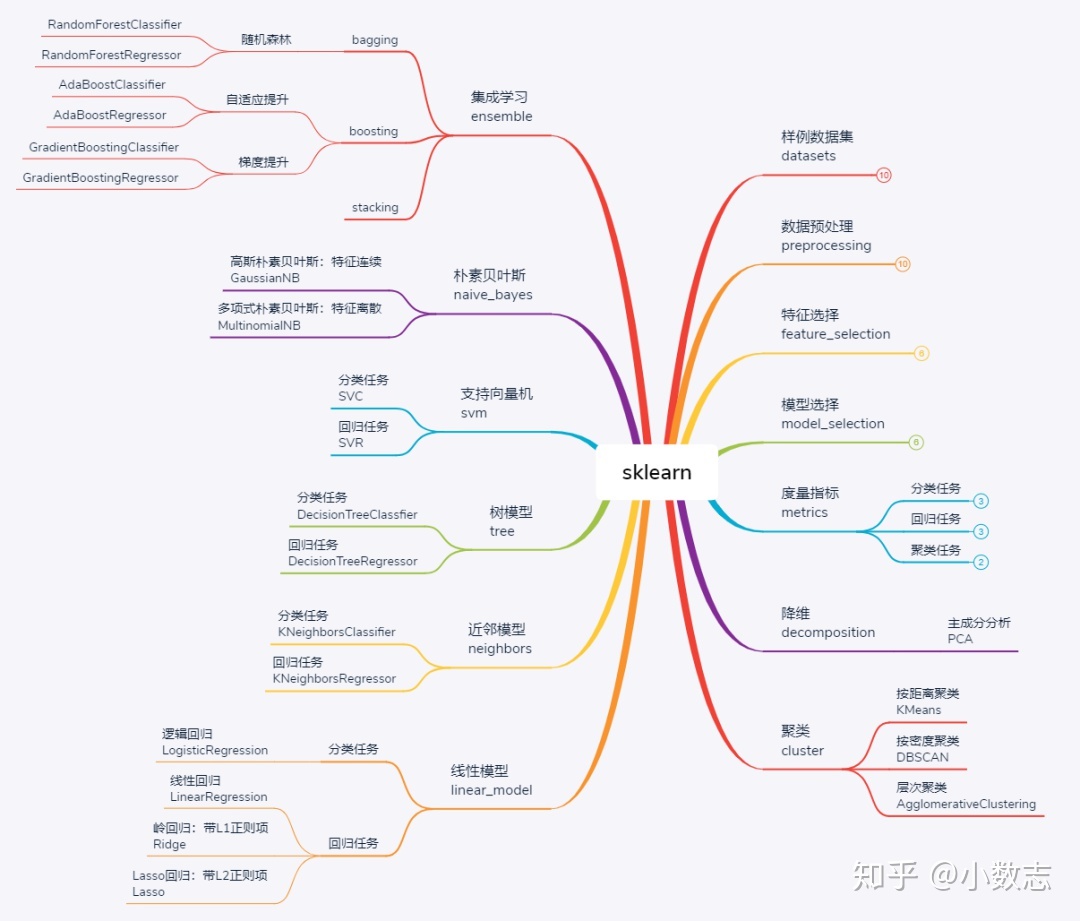 sklearn
集成学习
ensemble
bagging
随机森林
RandomForestClassifier
RandomForestRegressor
boosting
自适应提升
AdaBoostClassifier
AdaBoostRegressor
梯度提升
GradientBoostingClassifier
GradientBoostingRegressor
stacking
朴素贝叶斯
naive_bayes
高斯朴素贝叶斯：特征连续
GaussianNB
多项式朴素贝叶斯：特征离散
MultinomialNB
支持向量机
svm
分类任务
SVC
回归任务
SVR
树模型
tree
分类任务
DecisionTreeClassfier
回归任务
DecisionTreeRegressor
近邻模型
neighbors
分类任务
KNeighborsClassifier
回归任务
KNeighborsRegressor
线性模型
linear_model
分类任务
逻辑回归
LogisticRegression
回归任务
线性回归
LinearRegression
岭回归：带L1正则项
Ridge
Lasso回归：带L2正则项
Lasso
样例数据集
datasets
10
数据预处理
preprocessing
10
特征选择
feature_selection
6
模型选择
model_selection
6
度量指标
metrics
分类任务
3
回归任务
3
聚类任务
2
降维
decomposition
主成分分析
PCA
聚类
cluster
按距离聚类
KMeans
按密度聚类
DBSCAN
层次聚类
AgglomerativeClustering
知乎 @小数志